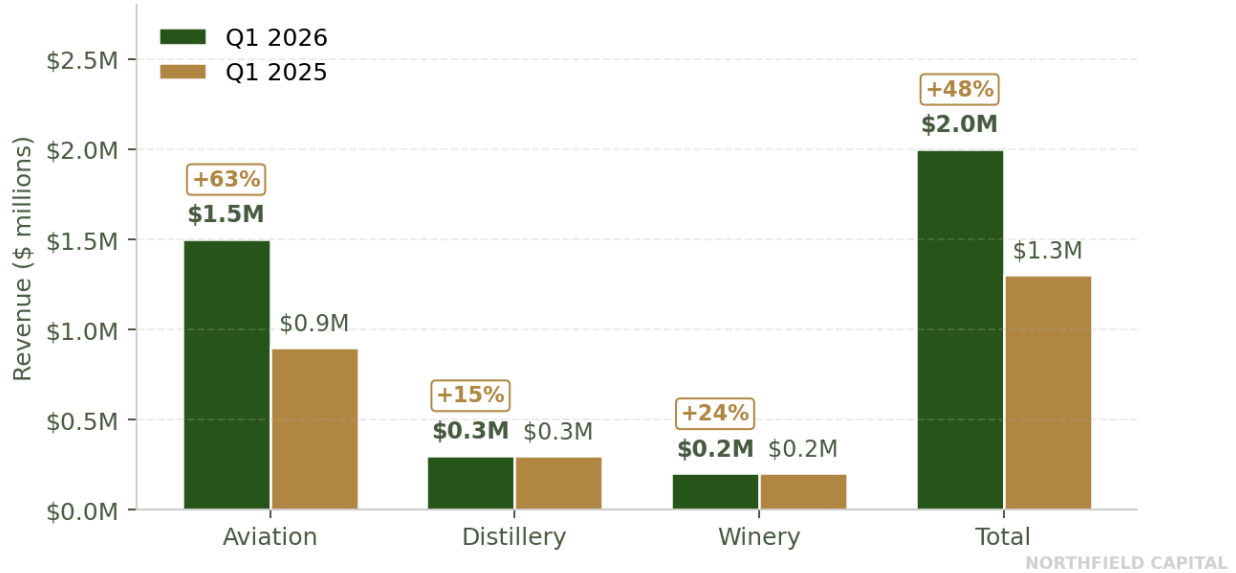 Q1 2026
Q1 2025
Revenue ($ millions)
$2.5M
$2.0M
$1.5M
$1.0M
$0.5M
$0.0M
+63%
$1.5M
$0.9M
+15%
$0.3M $0.3M
+24%
$0.2M $0.2M
+48%
$2.0M
$1.3M
Aviation Distillery Winery Total
NORTHFIELD CAPITAL